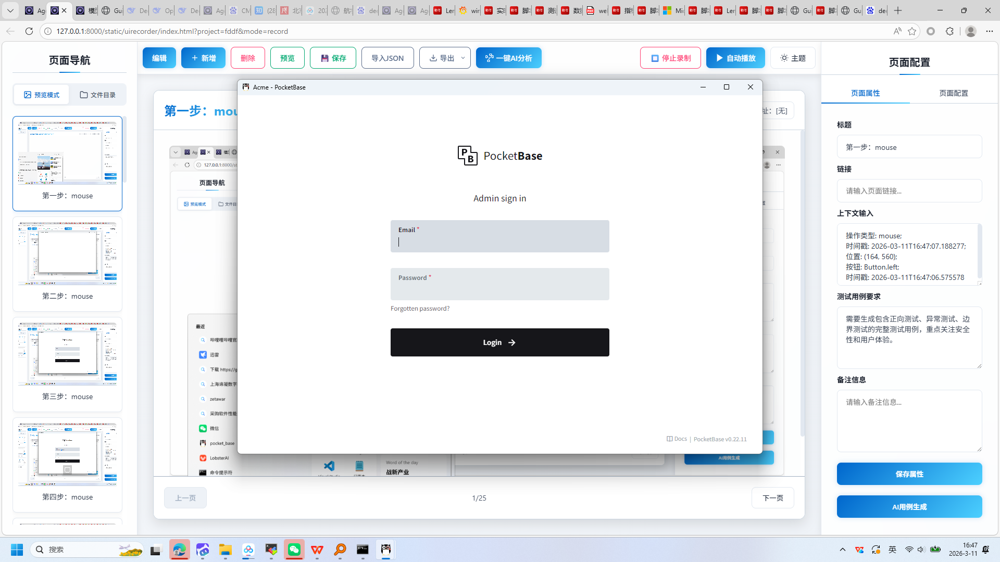 127.0.0.1:8000/static/uirecorder/index.html?project=fddf&mode=record
页面导航
预览模式
文件目录
第一步：mouse
第二步：mouse
第三步：mouse
第四步：mouse
编辑
新增
删除
预览
保存
导入JSON
导出
一键AI分析
停止录制
自动播放
主题
第一步：mou
址：[无]
127.0.0.1:8000/st
页面导航
预览模式
文件目
最近
哔哩哔哩官
迅雷
下载 https://g
上海谛凝数字
zetawar
采购软件性能
微信
pocket_base
LobsterAI
命令提示符
Word of the day
战新产业
AI用例生成
Acme - PocketBase
PocketBase
Admin sign in
Email *
Password *
Forgotten password?
Login
Docs | PocketBase v0.22.11
上一页
1/25
下一页
页面配置
页面属性
页面配置
标题
第一步：mouse
链接
请输入页面链接...
上下文输入
操作类型: mouse;
时间戳: 2026-03-11T16:47:07.188277;
位置: (164, 560);
按钮: Button.left;
时间戳: 2026-03-11T16:47:06.575578
测试用例要求
需要生成包含正向测试、异常测试、边
界测试的完整测试用例，重点关注安全
性和用户体验。
备注信息
请输入备注信息...
保存属性
AI用例生成
搜索
英
16:47
2026-3-11